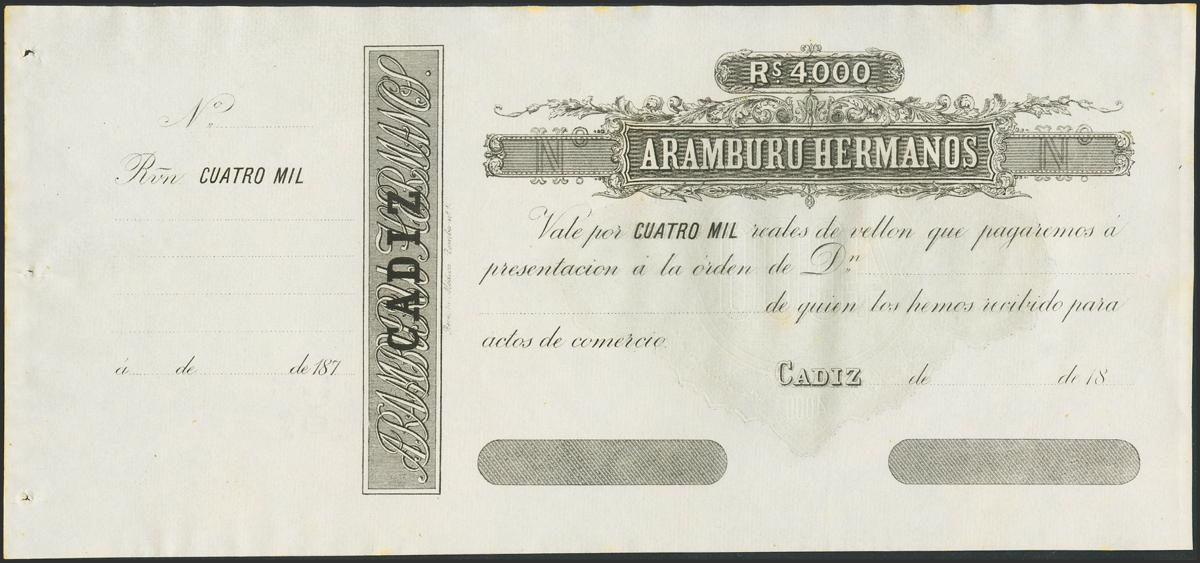 Nº
Rvn CUATRO MIL
á de de 187
ARAMBURU HERMANOS.
CADIZ
RS. 4000
Nº ARAMBURU HERMANOS Nº
Vale por CUATRO MIL reales de vellon que pagaremos á
presentacion á la órden de Dn
de quien los hemos recibido para
actos de comercio.
CADIZ de de 18